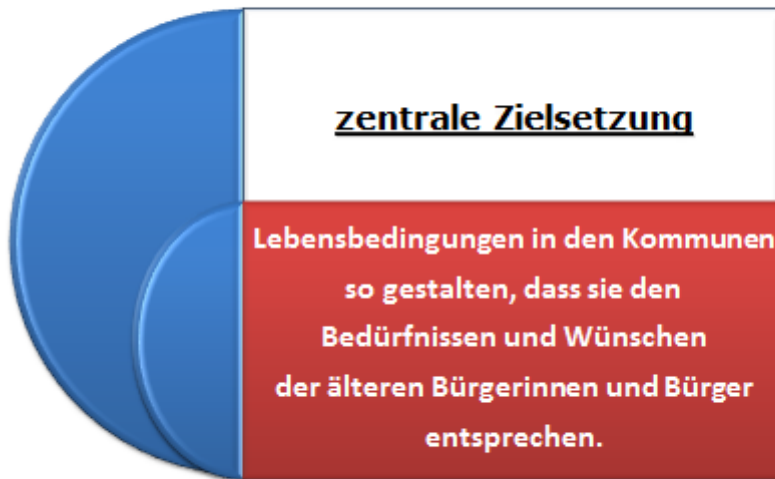 zentrale Zielsetzung
Lebensbedingungen in den Kommunen
so gestalten, dass sie den
Bedürfnissen und Wünschen
der älteren Bürgerinnen und Bürger
entsprechen.